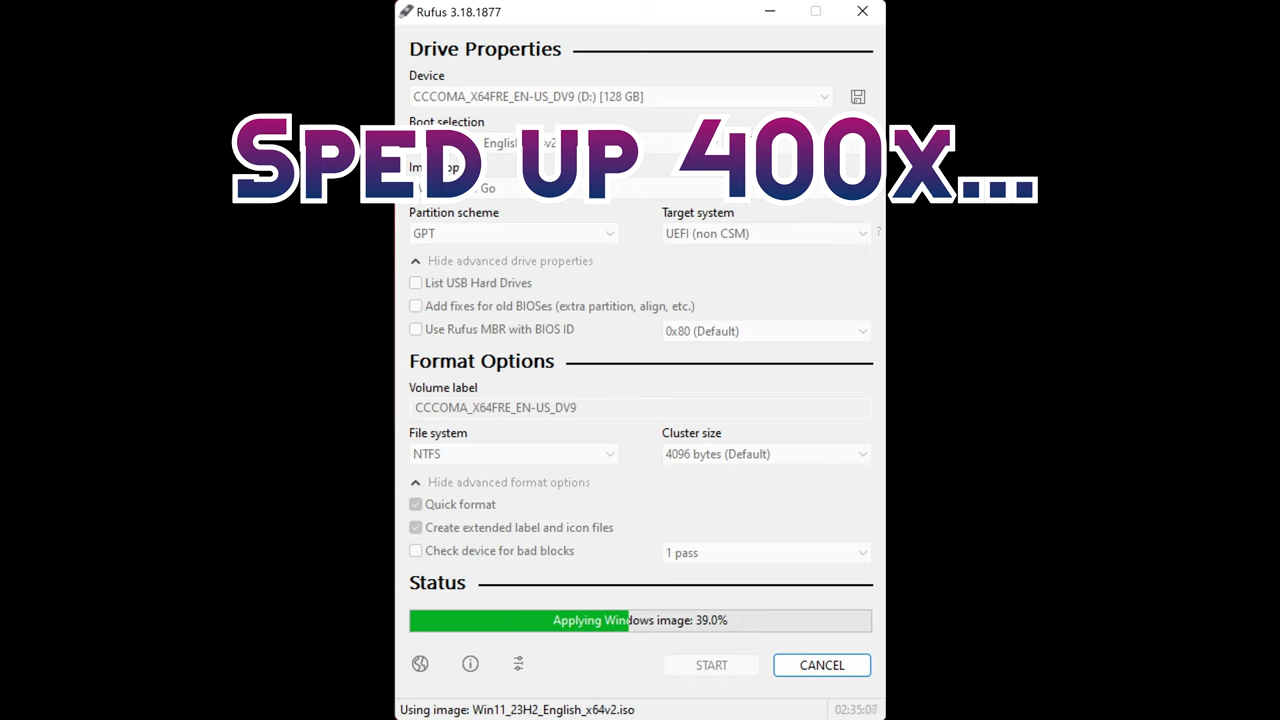 Rufus 3.18.1877
Drive Properties
Device
CCCOMA_X64FRE_EN-US_DV9 (D:) [128 GB]
Boot selection
Sped up 400x...
Partition scheme
Target system
GPT
UEFI (non CSM)
?
Hide advanced drive properties
List USB Hard Drives
Add fixes for old BIOSes (extra partition, align, etc.)
Use Rufus MBR with BIOS ID
0x80 (Default)
Format Options
Volume label
CCCOMA_X64FRE_EN-US_DV9
File system
Cluster size
NTFS
4096 bytes (Default)
Hide advanced format options
Quick format
Create extended label and icon files
Check device for bad blocks
1 pass
Status
Applying Windows image: 39.0%
START
CANCEL
Using image: Win11_23H2_English_x64v2.iso